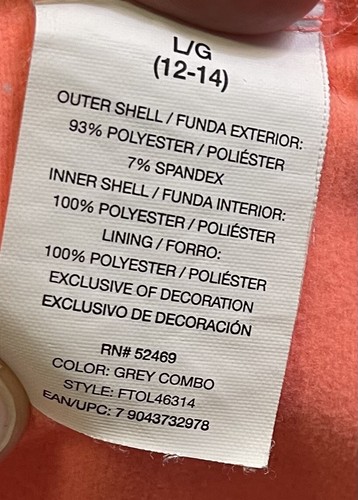 L/G
(12-14)
OUTER SHELL / FUNDA EXTERIOR:
93% POLYESTER / POLIÉSTER
7% SPANDEX
INNER SHELL / FUNDA INTERIOR:
100% POLYESTER / POLIÉSTER
LINING / FORRO:
100% POLYESTER / POLIÉSTER
EXCLUSIVE OF DECORATION
EXCLUSIVO DE DECORACIÓN
RN# 52469
COLOR: GREY COMBO
STYLE: FTOL46314
EAN/UPC: 7 9043732978